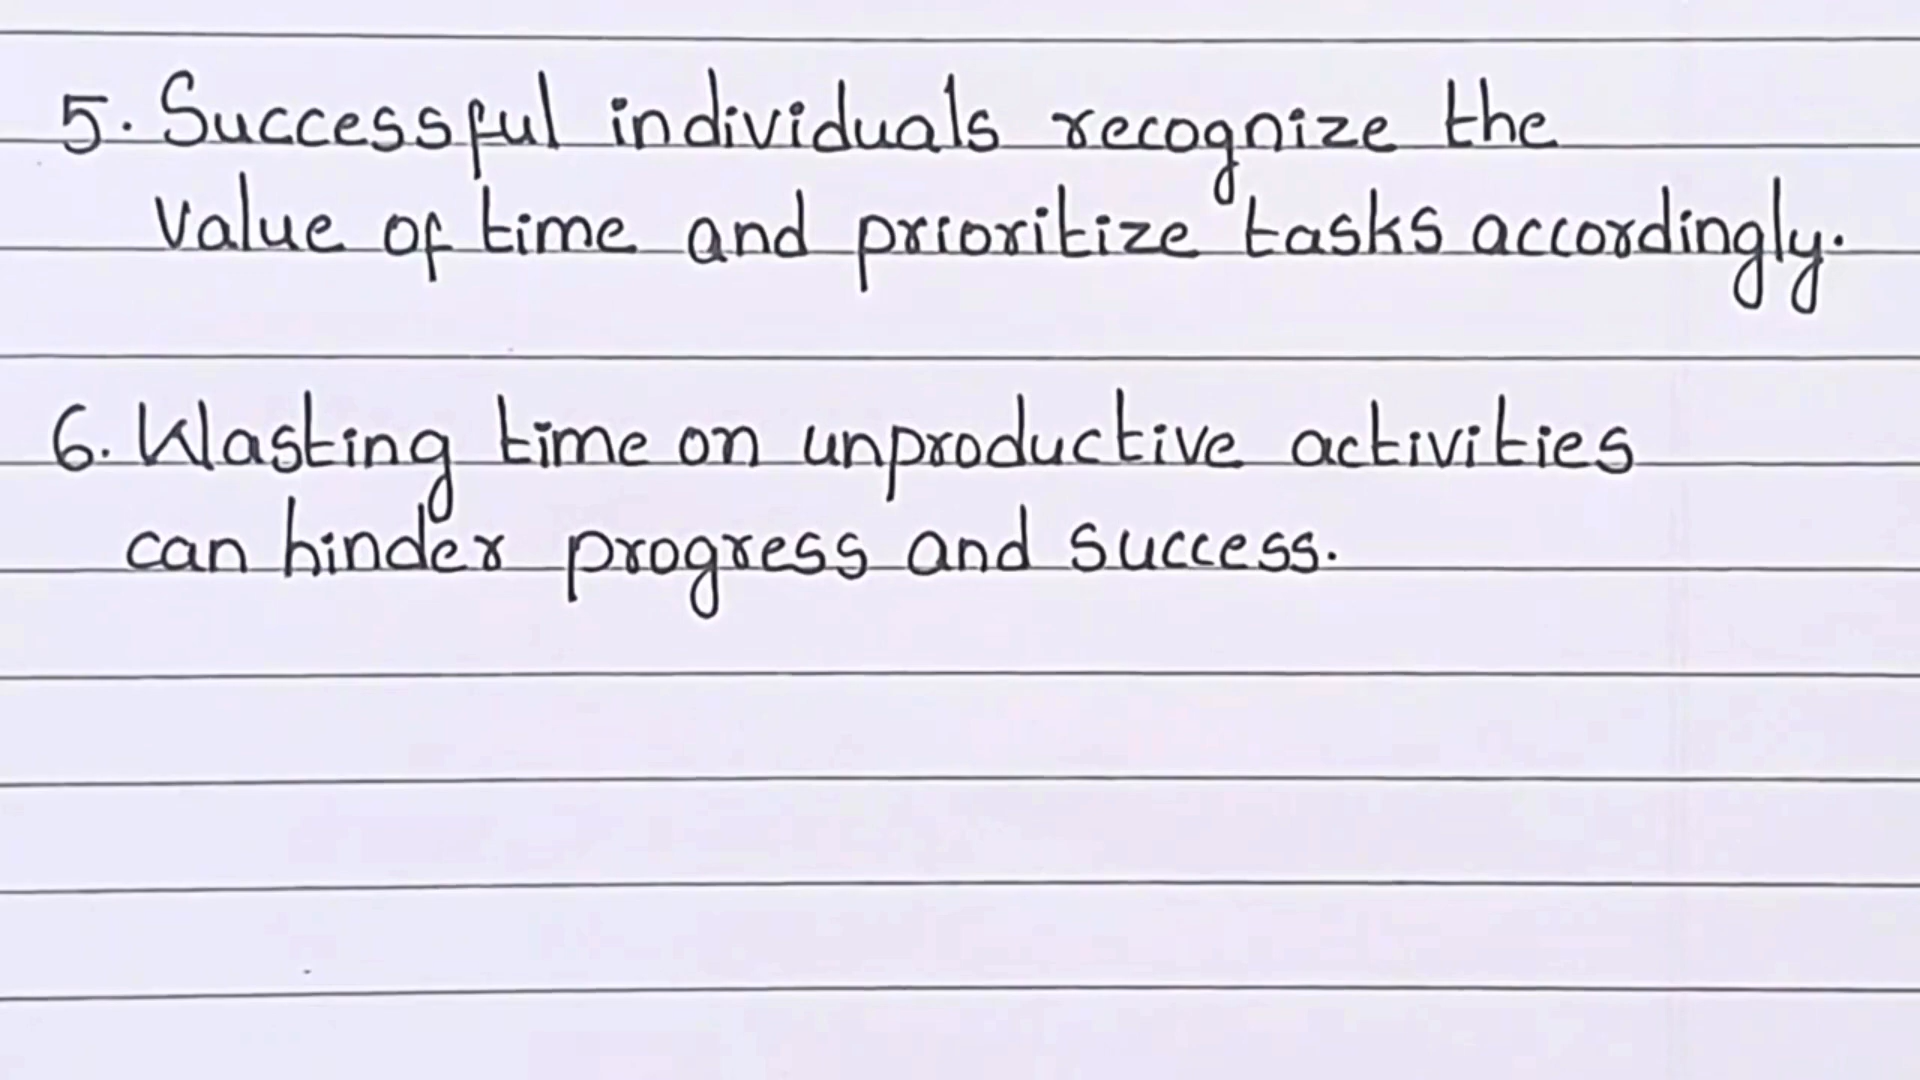 5. Successful individuals recognize the
value of time and prioritize tasks accordingly.
6. Wasting time on unproductive activities
can hinder progress and success.